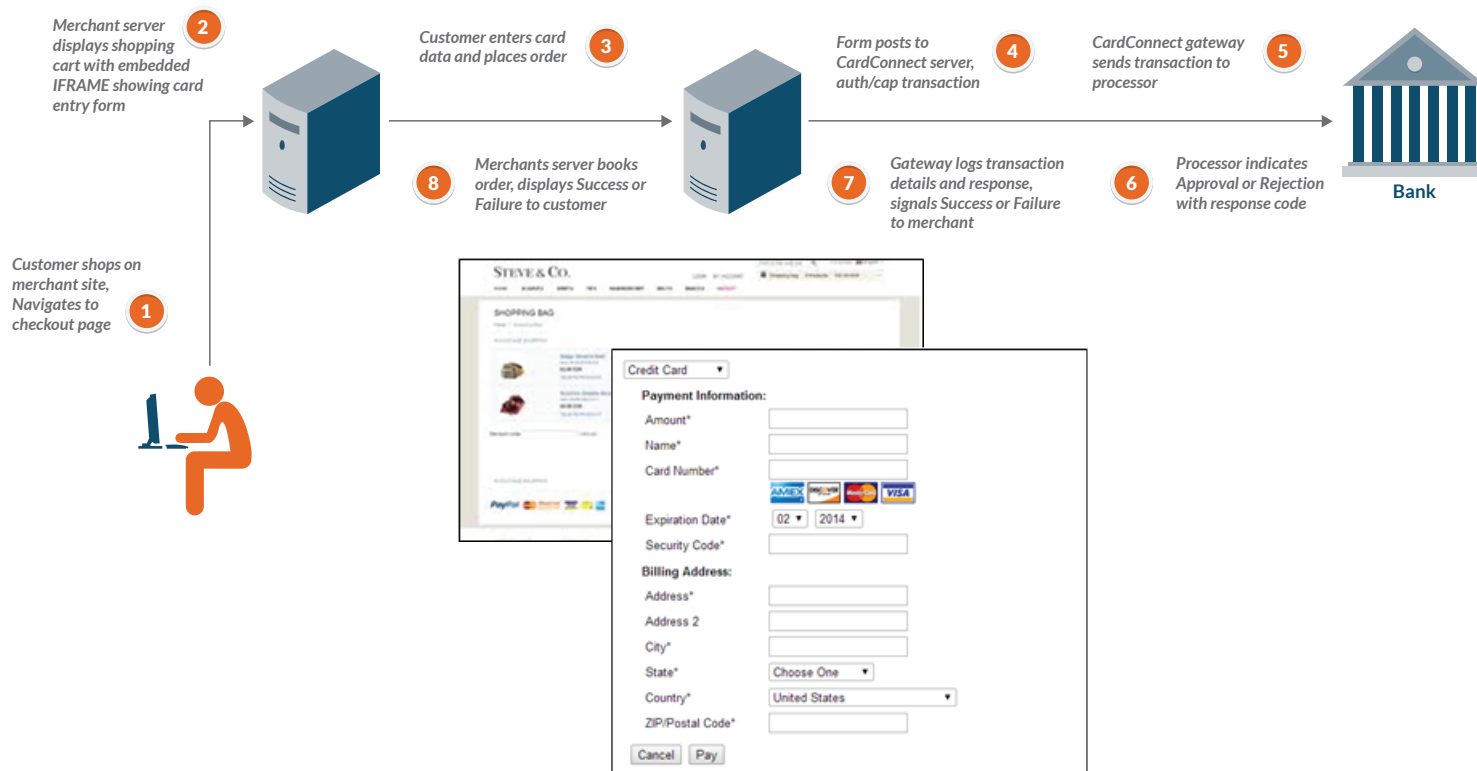 Merchant server
displays shopping
cart with embedded
IFRAME showing card
entry form
2
Customer enters card
data and places order
3
Form posts to
CardConnect server,
auth/cap transaction
4
CardConnect gateway
sends transaction to
processor
5
8
Merchants server books
order, displays Success or
Failure to customer
7
Gateway logs transaction
details and response,
signals Success or Failure
to merchant
6
Processor indicates
Approval or Rejection
with response code
Bank
Customer shops on
merchant site,
Navigates to
checkout page
1
STEVE & CO.
SHOPPING BAG
PayPal
Credit Card
Payment Information:
Amount*
Name*
Card Number*
AMEX DISCOVER MasterCard VISA
Expiration Date* 02 2014
Security Code*
Billing Address:
Address*
Address 2
City*
State* Choose One
Country* United States
ZIP/Postal Code*
Cancel Pay